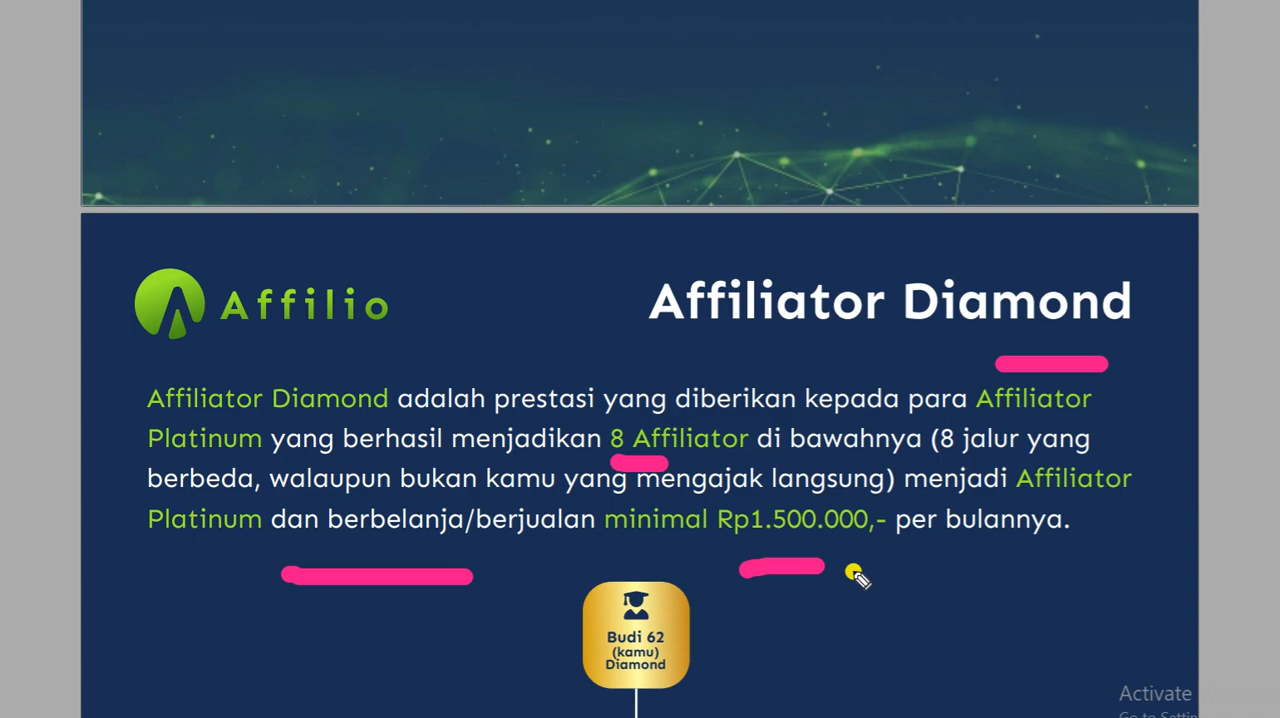 Affilio
Affiliator Diamond
Affiliator Diamond adalah prestasi yang diberikan kepada para Affiliator
Platinum yang berhasil menjadikan 8 Affiliator di bawahnya (8 jalur yang
berbeda, walaupun bukan kamu yang mengajak langsung) menjadi Affiliator
Platinum dan berbelanja/berjualan minimal Rp1.500.000,- per bulannya.
Budi 62
(kamu)
Diamond
Activate